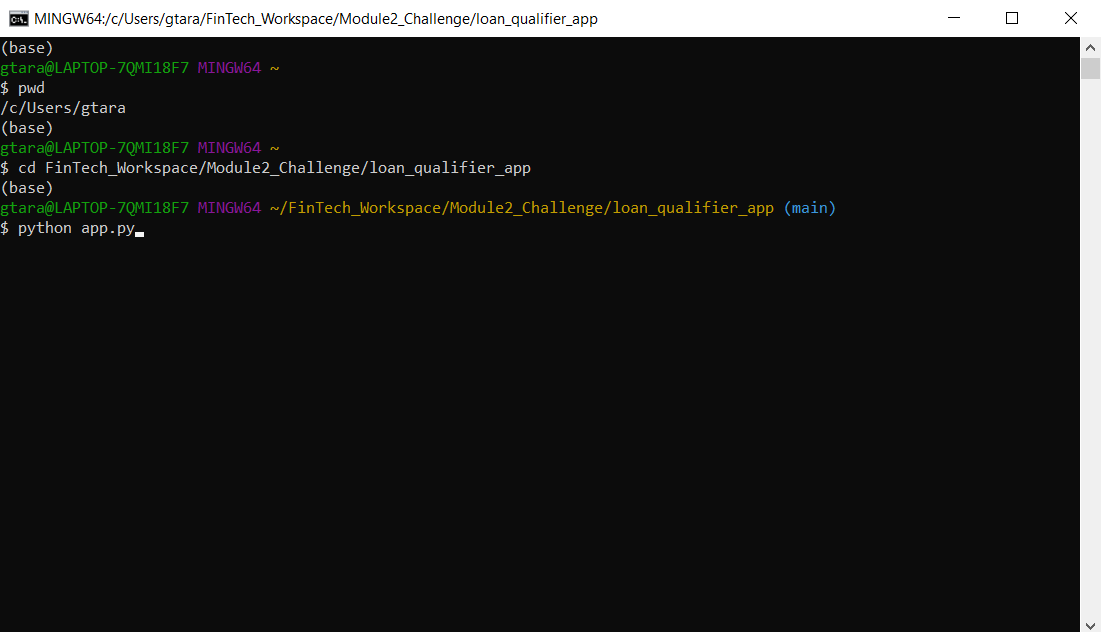 MINGW64:/c/Users/gtara/FinTech_Workspace/Module2_Challenge/loan_qualifier_app
(base)
gtara@LAPTOP-7QMI18F7 MINGW64 ~
$ pwd
/c/Users/gtara
(base)
gtara@LAPTOP-7QMI18F7 MINGW64 ~
$ cd FinTech_Workspace/Module2_Challenge/loan_qualifier_app
(base)
gtara@LAPTOP-7QMI18F7 MINGW64 ~/FinTech_Workspace/Module2_Challenge/loan_qualifier_app (main)
$ python app.py